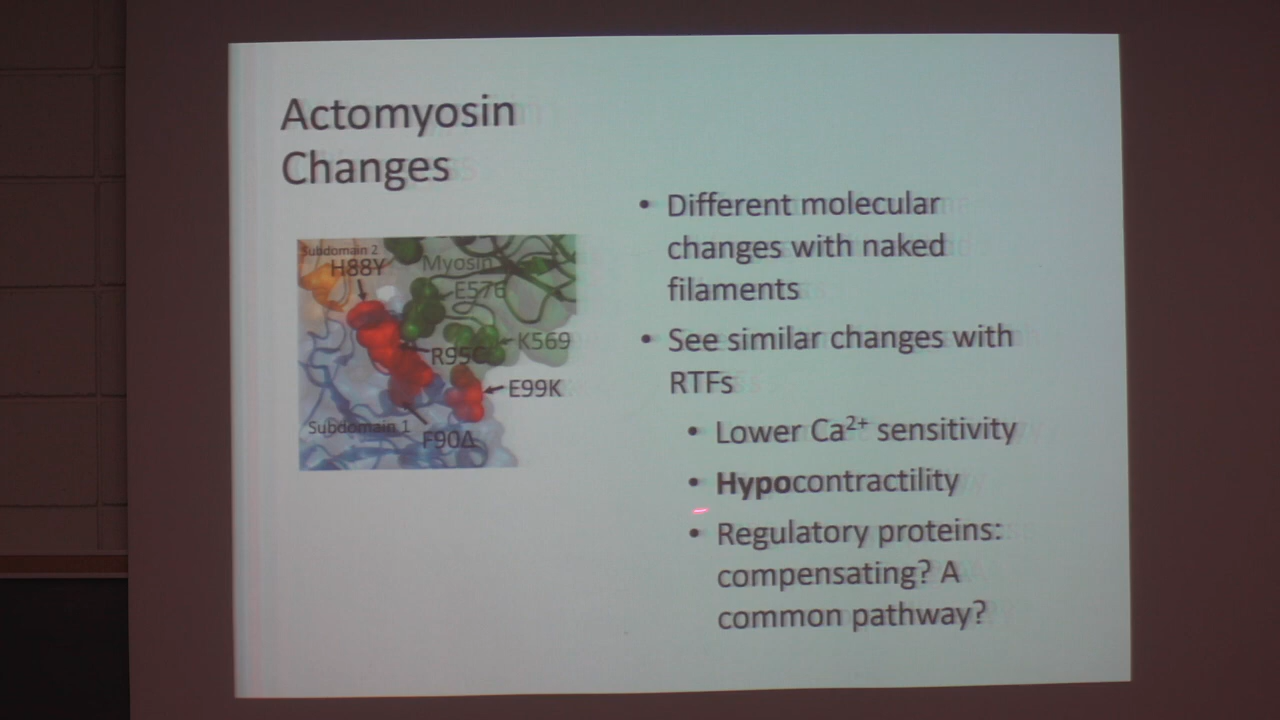 Actomyosin
Changes
Subdomain 2
H88Y
Myosin
E576
K569
R95C
E99K
Subdomain 1
F90Δ
• Different molecular
changes with naked
filaments
• See similar changes with
RTFs
• Lower Ca²⁺ sensitivity
• Hypocontractility
• Regulatory proteins:
compensating? A
common pathway?